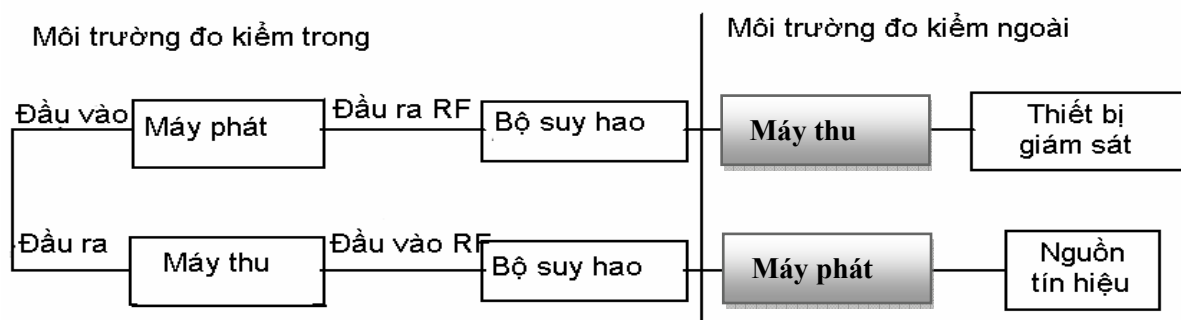 Môi trường đo kiểm trong
Môi trường đo kiểm ngoài
Đầu vào
Máy phát
Đầu ra RF
Bộ suy hao
Máy thu
Thiết bị
giám sát
Đầu ra
Máy thu
Đầu vào RF
Bộ suy hao
Máy phát
Nguồn
tín hiệu